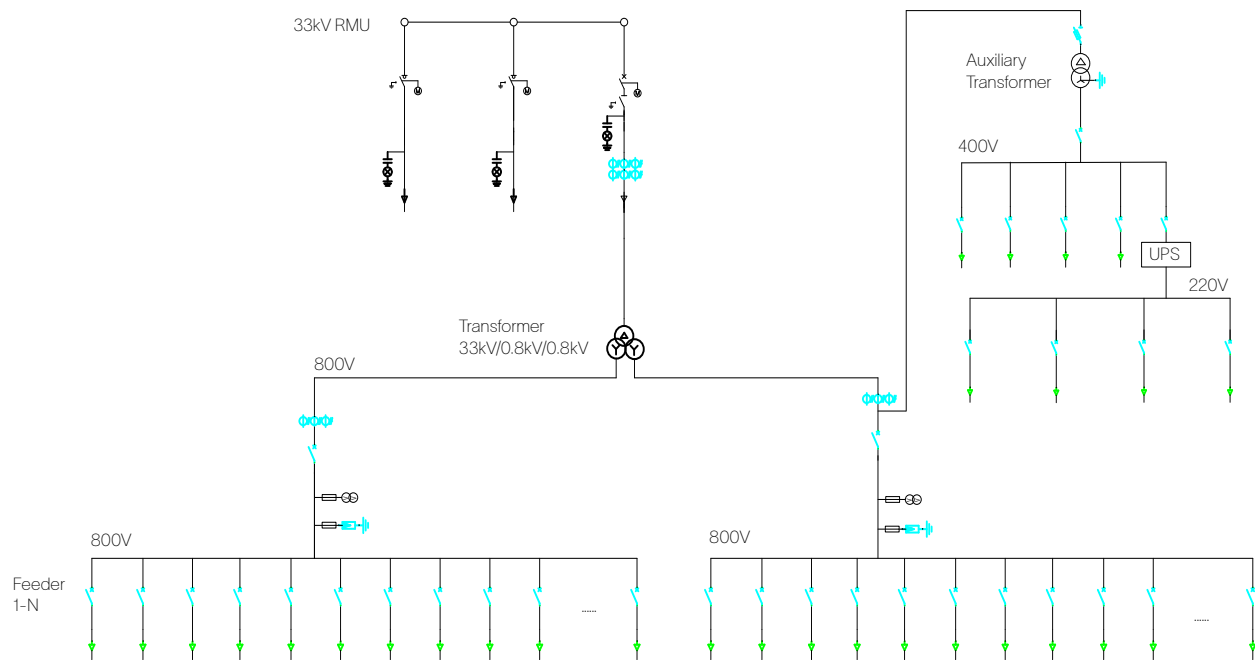 33kV RMU
Auxiliary
Transformer
400V
UPS
220V
Transformer
33kV/0.8kV/0.8kV
800V
800V
800V
Feeder
1-N
......
......